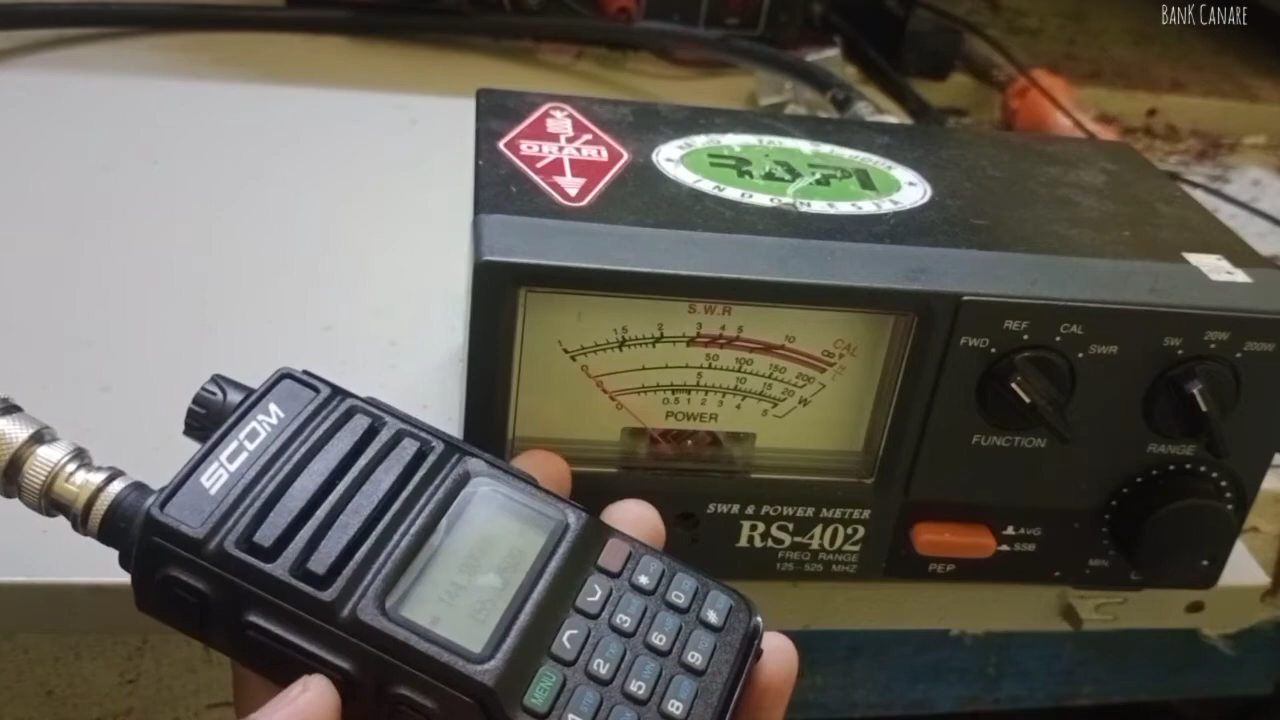 BanK Canare
ORARI
RAPI
INDONESIA
S.W.R
1.5 2 3 4 5 10 ∞ CAL
0 50 100 150 200
0 5 10 15 20 W
0 0.5 1 2 3 4 5
POWER
FWD REF CAL SWR
FUNCTION
5W 20W 200W
RANGE
SWR & POWER METER
RS-402
FREQ RANGE
125-525 MHZ
AVG
SSB
PEP
MIN
SCOM
* 0 #
3 6 9
2 5 8
MENU 1